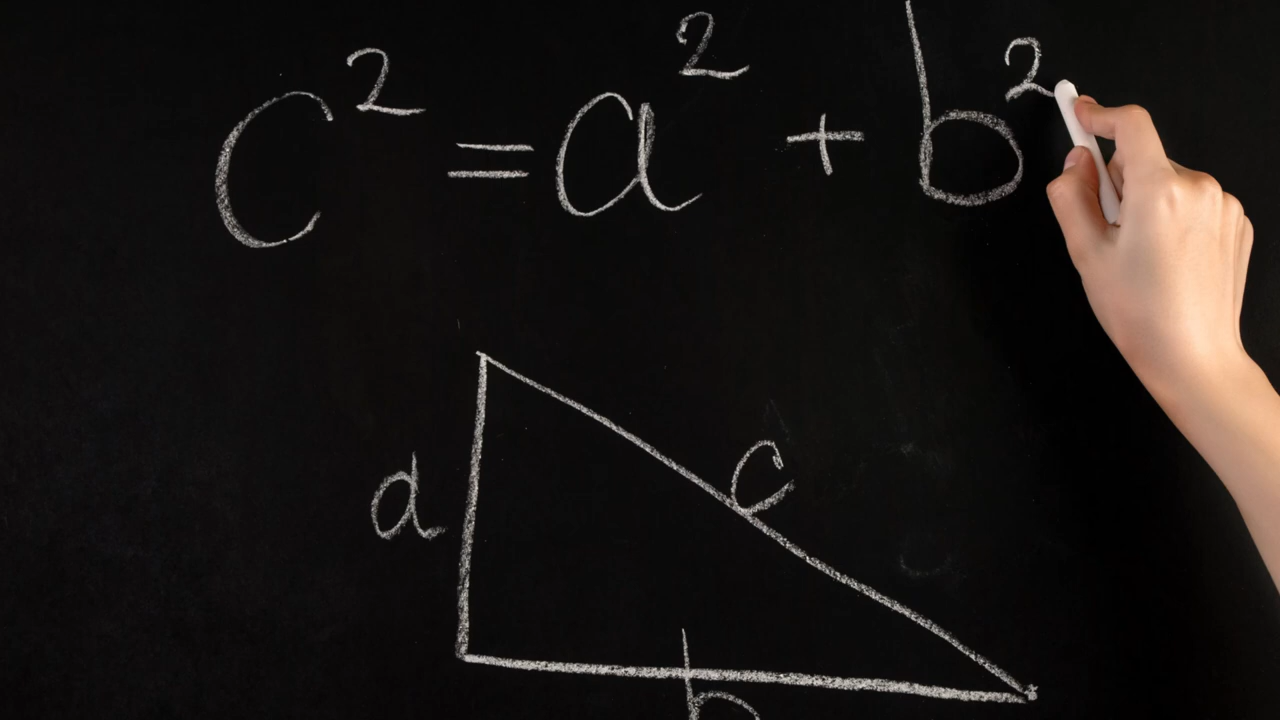 c² = a² + b²
c
a
b